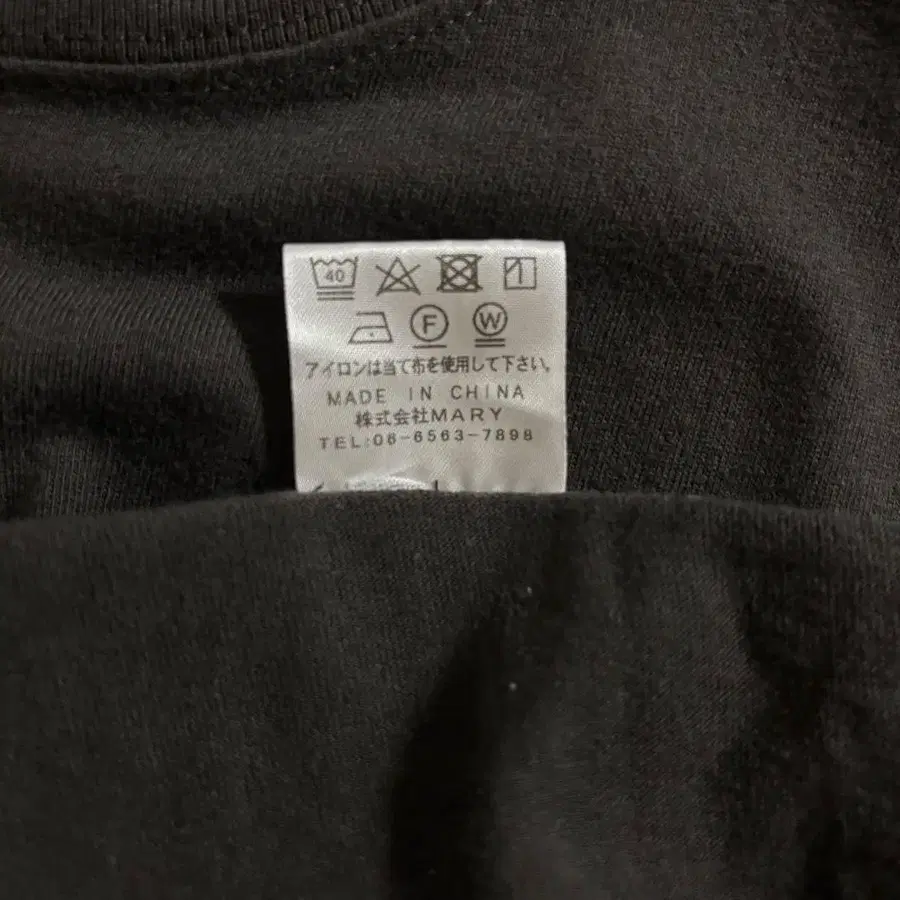 40
F W
アイロンは当て布を使用して下さい。
MADE IN CHINA
株式会社MARY
TEL:06-6563-7898